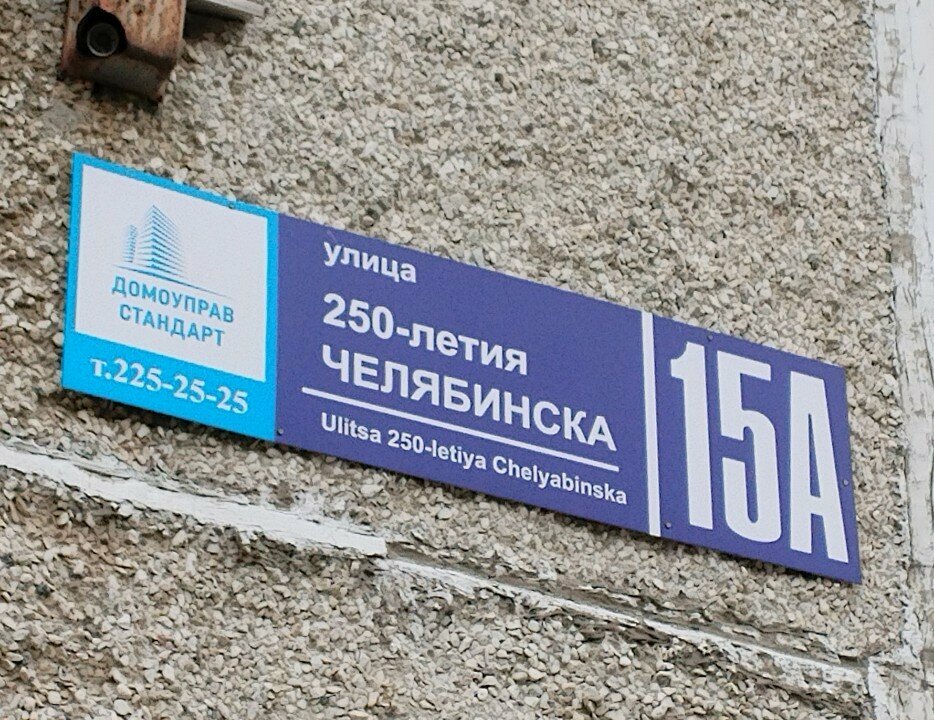 ДОМОУПРАВ
СТАНДАРТ
т.225-25-25
улица
250-летия
ЧЕЛЯБИНСКА
Ulitsa 250-letiya Chelyabinska
15А